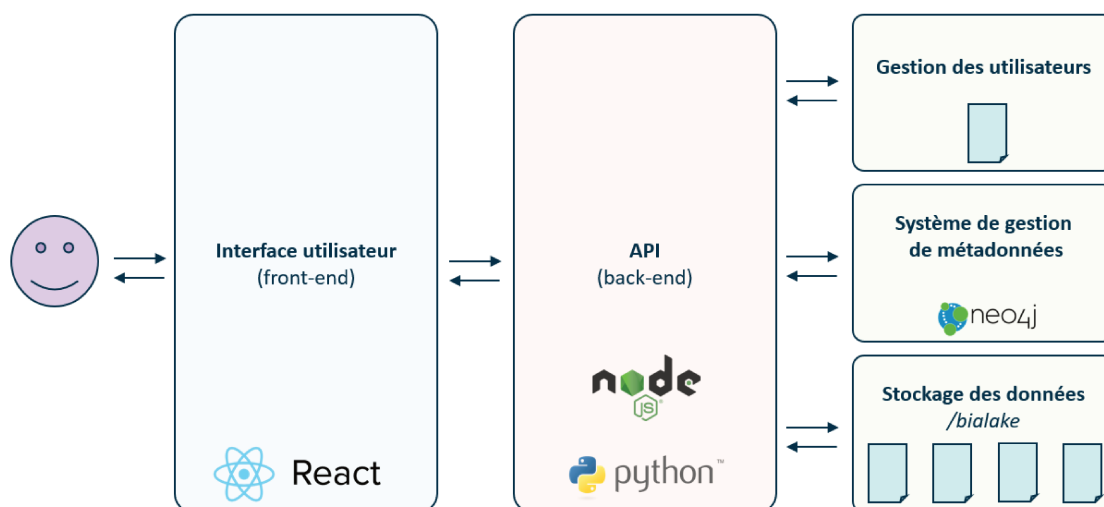 Interface utilisateur
(front-end)
React
API
(back-end)
node
JS®
python™
Gestion des utilisateurs
Système de gestion
de métadonnées
neo4j
Stockage des données
/bialake